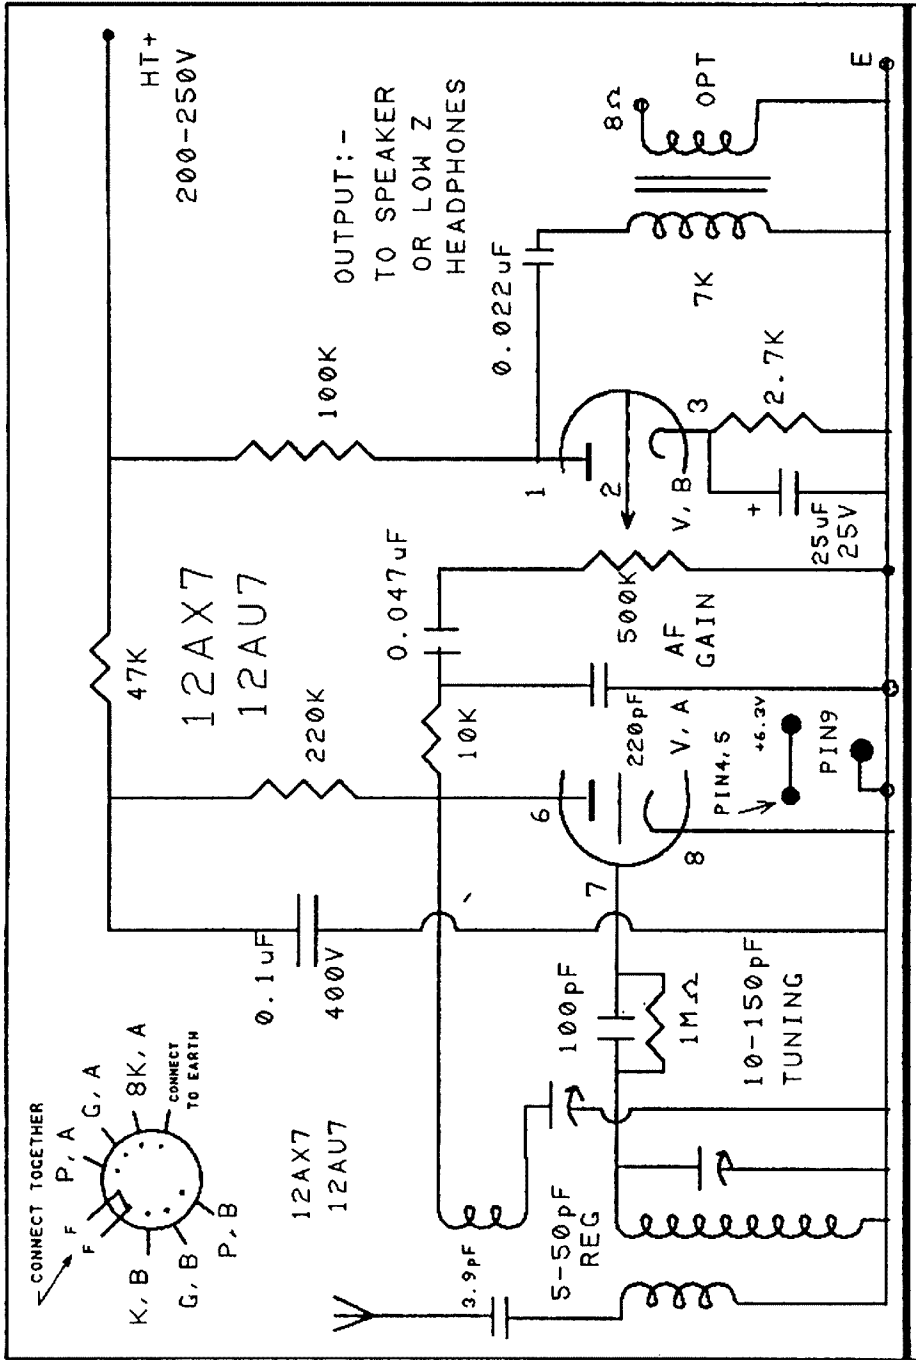 CONNECT TOGETHER
F F
P, A
G, A
8K, A
CONNECT
TO EARTH
K, B
G, B
P, B
12AX7
12AU7
3.9pF
5-50pF
REG
0.1uF
400V
100pF
1MΩ
10-150pF
TUNING
47K
12AX7
12AU7
220K
10K
0.047uF
6
7
8
220pF
V, A
PIN4,5
+6.3V
PIN9
500K
AF
GAIN
100K
1
2
3
V, B
+
25uF
25V
2.7K
0.022uF
7K
HT+
200-250V
OUTPUT:-
TO SPEAKER
OR LOW Z
HEADPHONES
8Ω
OPT
E